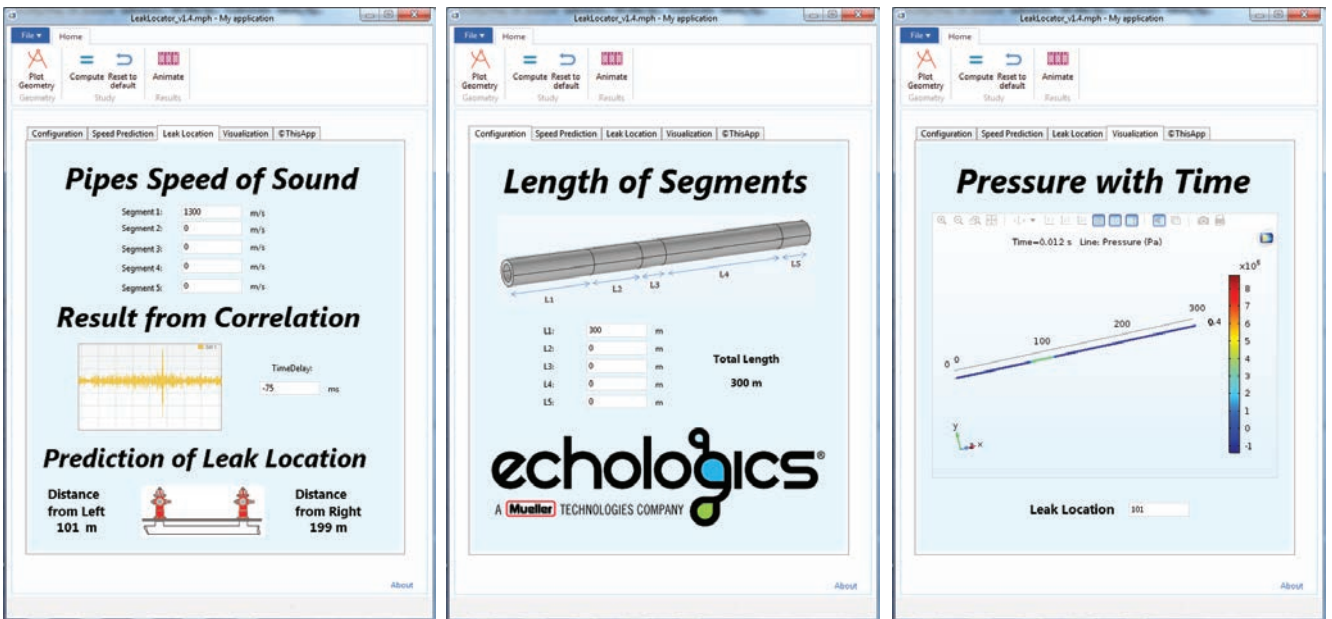 LeakLocator_v1.4.mph - My application
File
Home
Plot Geometry
Compute
Reset to default
Animate
Geometry
Study
Results
Configuration
Speed Prediction
Leak Location
Visualization
©ThisApp
Pipes Speed of Sound
Segment 1: 1300 m/s
Segment 2: 0 m/s
Segment 3: 0 m/s
Segment 4: 0 m/s
Segment 5: 0 m/s
Result from Correlation
TimeDelay:
-75 ms
Prediction of Leak Location
Distance from Left
101 m
Distance from Right
199 m
About
LeakLocator_v1.4.mph - My application
File
Home
Plot Geometry
Compute
Reset to default
Animate
Geometry
Study
Results
Configuration
Speed Prediction
Leak Location
Visualization
©ThisApp
Length of Segments
L1
L2
L3
L4
L5
L1: 300 m
L2: 0 m
L3: 0 m
L4: 0 m
L5: 0 m
Total Length
300 m
echologics®
A Mueller TECHNOLOGIES COMPANY
About
LeakLocator_v1.4.mph - My application
File
Home
Plot Geometry
Compute
Reset to default
Animate
Geometry
Study
Results
Configuration
Speed Prediction
Leak Location
Visualization
©ThisApp
Pressure with Time
Time=0.012 s Line: Pressure (Pa)
×10⁶
8
7
6
5
4
3
2
1
0
-1
300
200
100
0
0
y
x
Leak Location 101
About